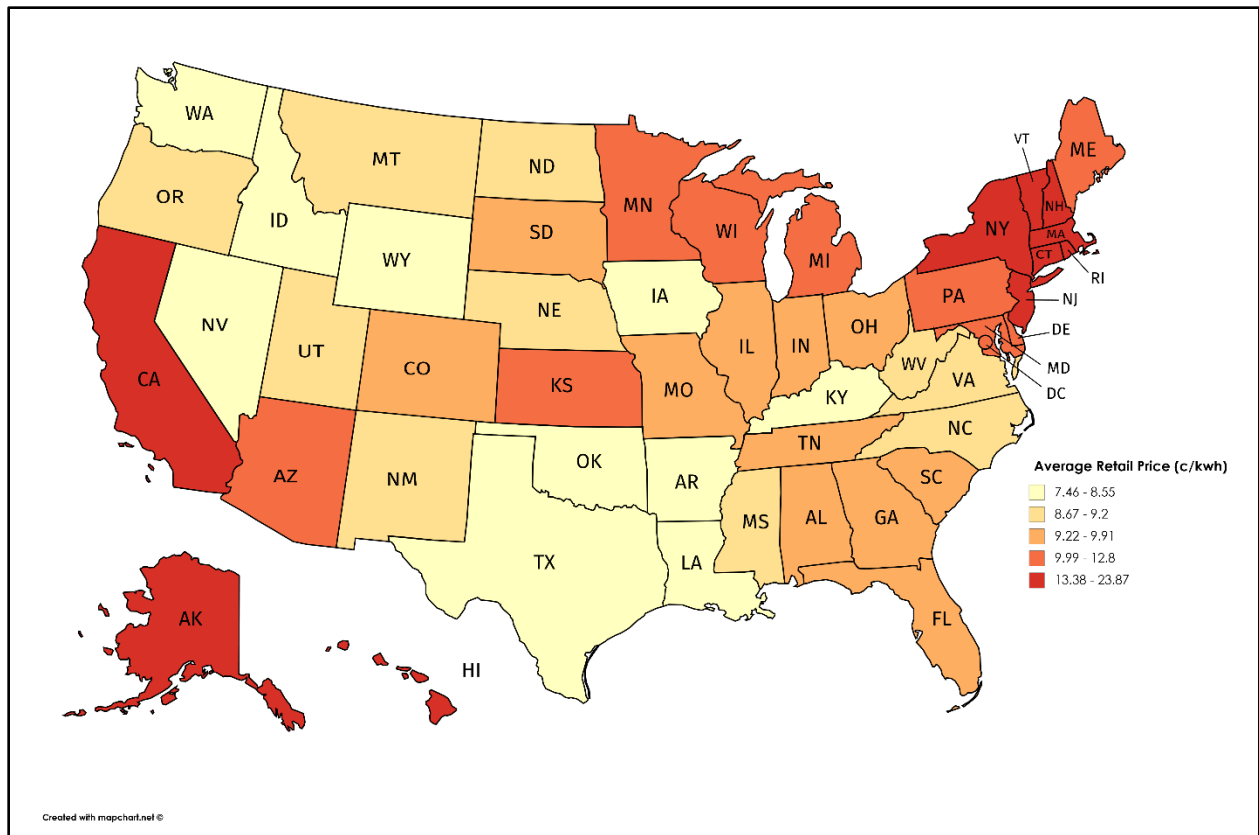 WA
MT
ND
MN
VT
ME
OR
ID
SD
WI
NH
NY
WY
MI
MA
CT
RI
IA
PA
NJ
NV
NE
OH
DE
UT
IL
IN
CA
CO
WV
MD
KS
MO
VA
DC
KY
NC
TN
OK
AZ
NM
AR
SC
Average Retail Price (c/kwh)
7.46 - 8.55
8.67 - 9.2
9.22 - 9.91
9.99 - 12.8
13.38 - 23.87
MS
AL
GA
TX
LA
AK
FL
HI
Created with mapchart.net ©